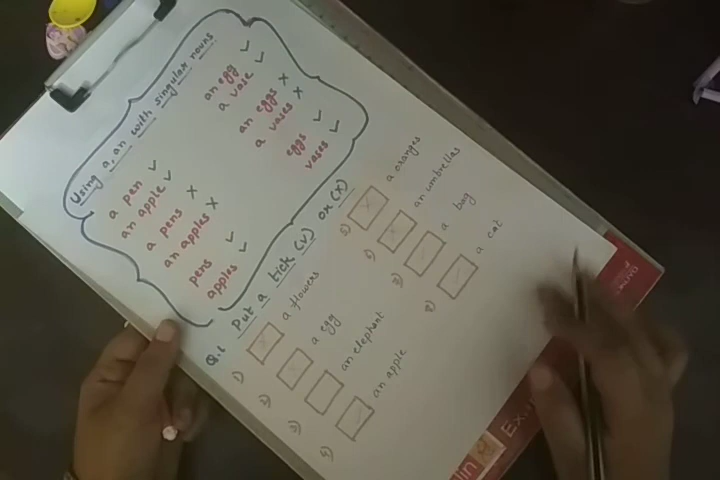 Using a, an with singular nouns
a pen ✓
an apple ✓
a pens ×
an apples ×
pens ✓
apples ✓
an egg ✓
a vase ✓
an eggs ×
a vases ×
eggs ✓
vases ✓
Q.1 Put a tick (✓) or (×)
1) × a flowers
2) × a egg
3) an elephant
4) ✓ an apple
5) × a oranges
6) × an umbrellas
7) ✓ a bag
8) ✓ a cat